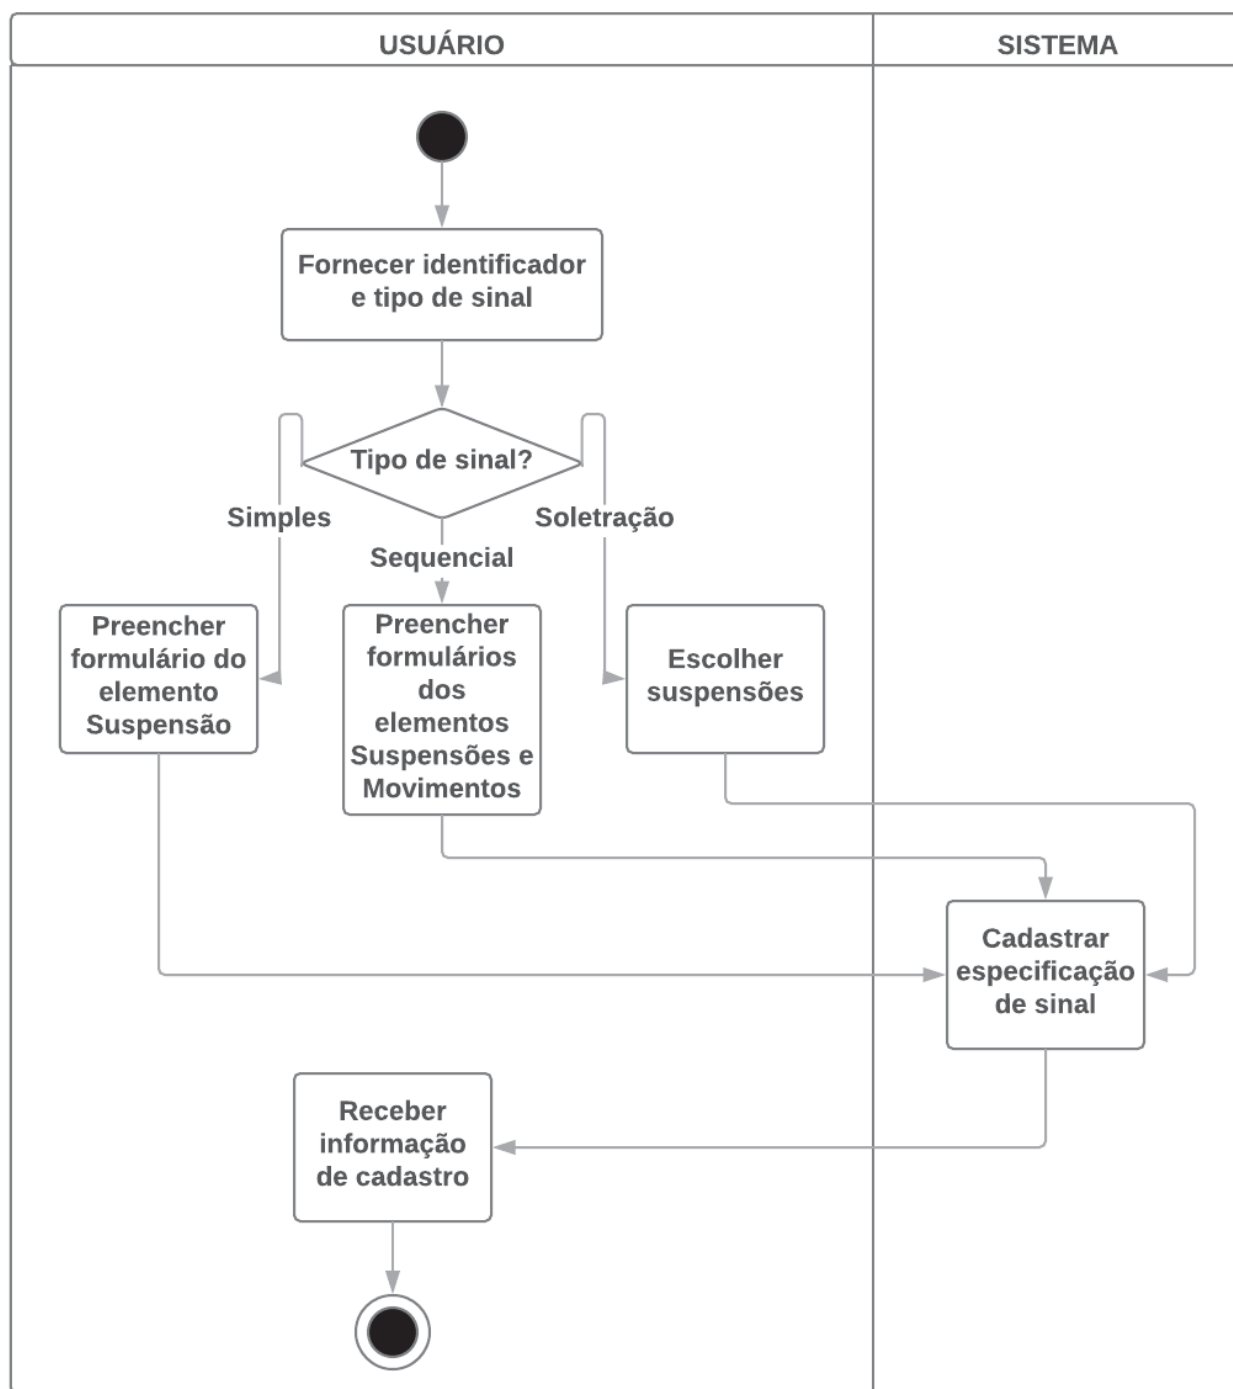 USUÁRIO
SISTEMA
Fornecer identificador
e tipo de sinal
Tipo de sinal?
Simples
Soletração
Sequencial
Preencher
formulário do
elemento
Suspensão
Preencher
formulários
dos
elementos
Suspensões e
Movimentos
Escolher
suspensões
Cadastrar
especificação
de sinal
Receber
informação
de cadastro